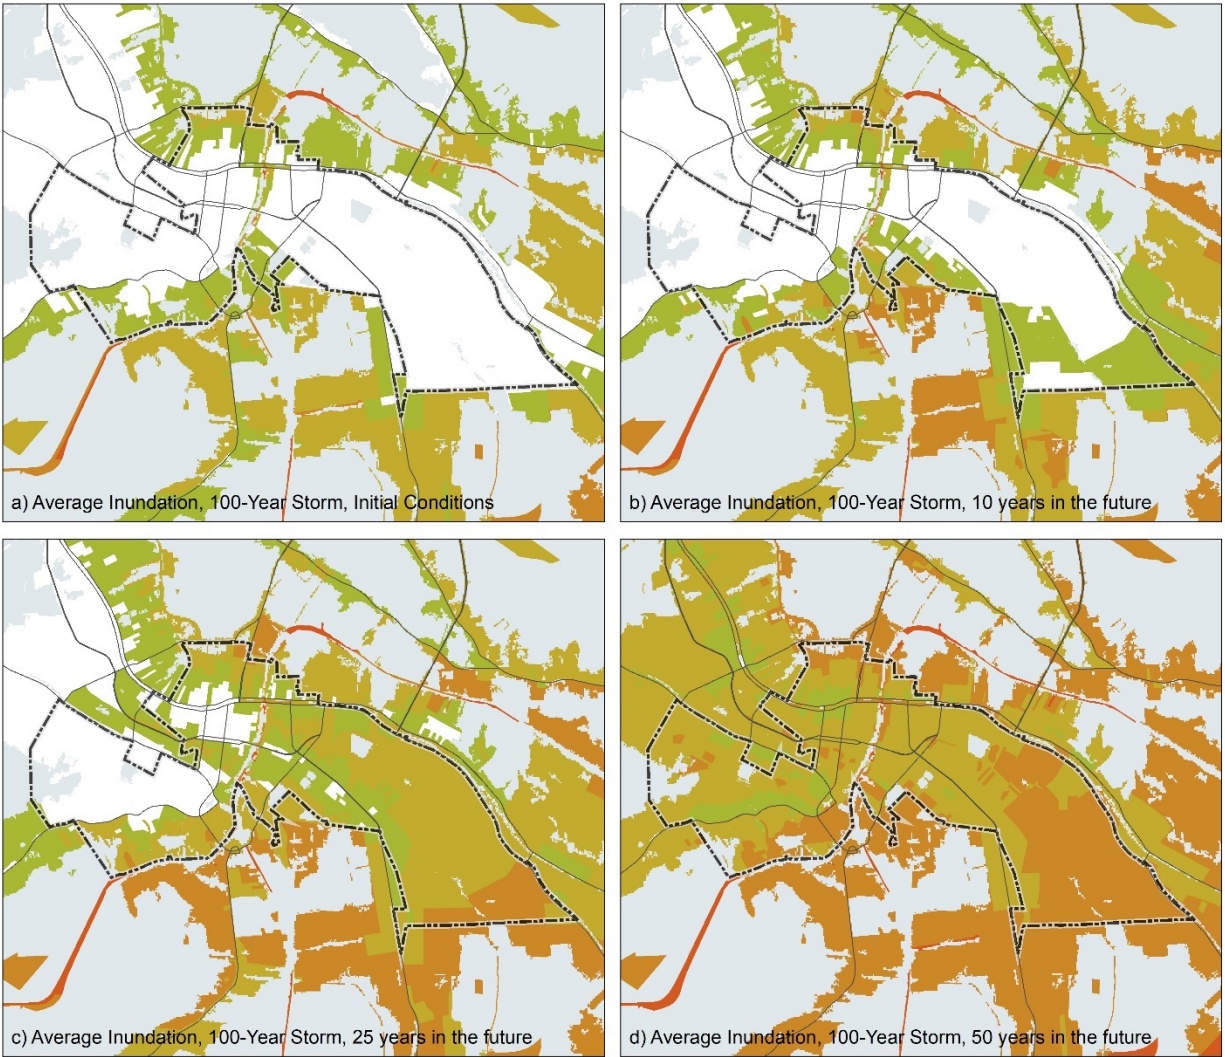 a) Average Inundation, 100-Year Storm, Initial Conditions
b) Average Inundation, 100-Year Storm, 10 years in the future
c) Average Inundation, 100-Year Storm, 25 years in the future
d) Average Inundation, 100-Year Storm, 50 years in the future